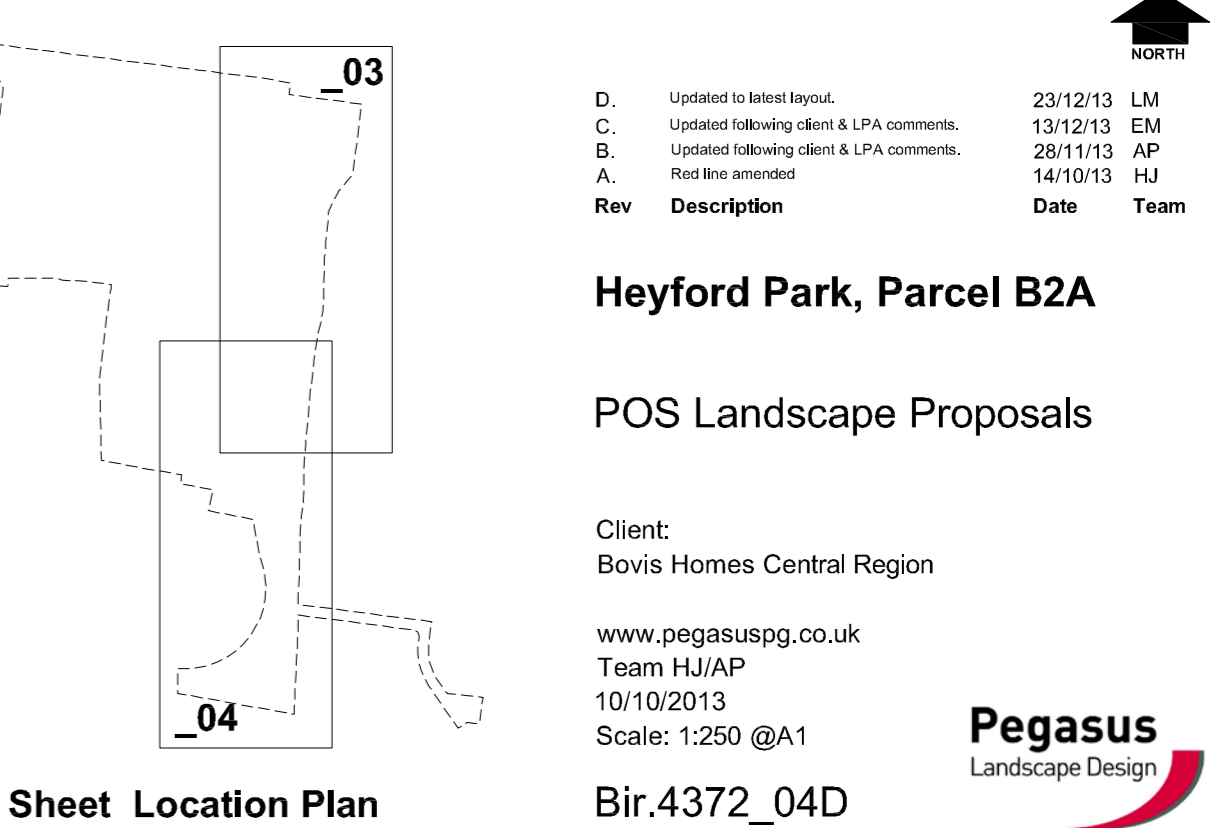 _03
_04
Sheet Location Plan
NORTH
D. Updated to latest layout. 23/12/13 LM
C. Updated following client & LPA comments. 13/12/13 EM
B. Updated following client & LPA comments. 28/11/13 AP
A. Red line amended 14/10/13 HJ
Rev Description Date Team
Heyford Park, Parcel B2A
POS Landscape Proposals
Client:
Bovis Homes Central Region
www.pegasuspg.co.uk
Team HJ/AP
10/10/2013
Scale: 1:250 @A1
Bir.4372_04D
Pegasus
Landscape Design